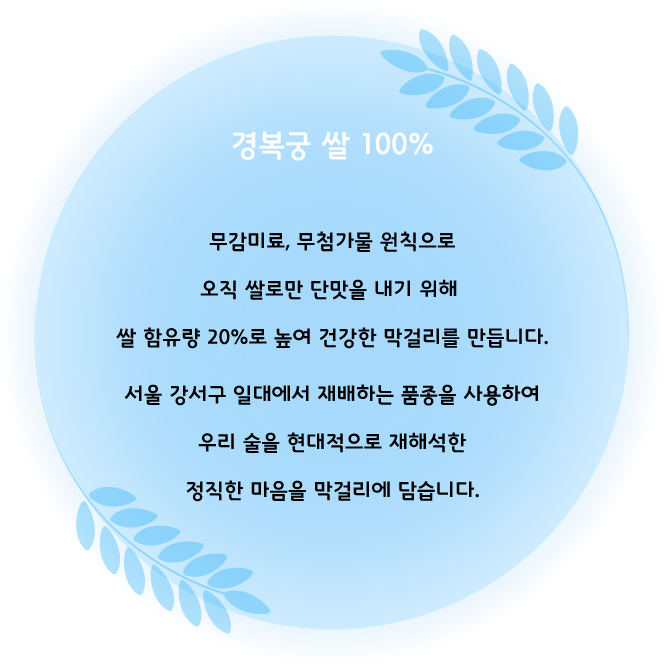 경복궁 쌀 100%
무감미료, 무첨가물 원칙으로
오직 쌀로만 단맛을 내기 위해
쌀 함유량 20%로 높여 건강한 막걸리를 만듭니다.
서울 강서구 일대에서 재배하는 품종을 사용하여
우리 술을 현대적으로 재해석한
정직한 마음을 막걸리에 담습니다.